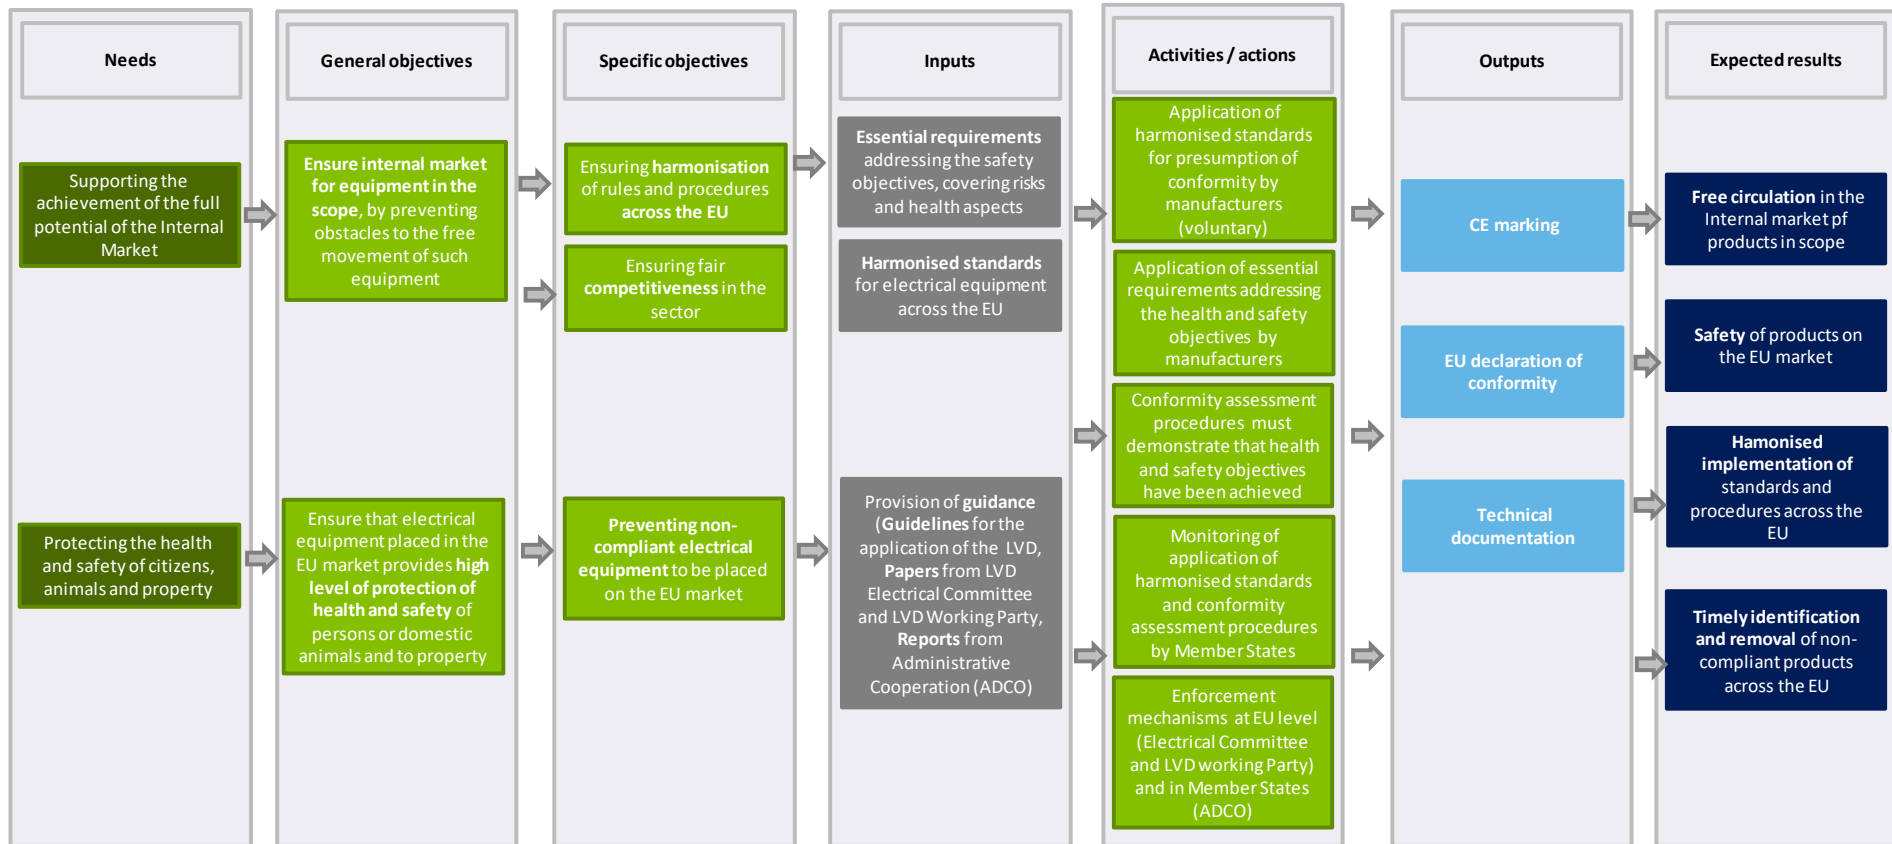 Needs
Supporting the
achievement of the full
potential of the Internal
Market
Protecting the health
and safety of citizens,
animals and property
General objectives
Ensure internal market
for equipment in the
scope, by preventing
obstacles to the free
movement of such
equipment
Ensure that electrical
equipment placed in the
EU market provides high
level of protection of
health and safety of
persons or domestic
animals and to property
Specific objectives
Ensuring harmonisation
of rules and procedures
across the EU
Ensuring fair
competitiveness in the
sector
Preventing non-
compliant electrical
equipment to be placed
on the EU market
Inputs
Essential requirements
addressing the safety
objectives, covering risks
and health aspects
Harmonised standards
for electrical equipment
across the EU
Provision of guidance
(Guidelines for the
application of the LVD,
Papers from LVD
Electrical Committee
and LVD Working Party,
Reports from
Administrative
Cooperation (ADCO)
Activities / actions
Application of
harmonised standards
for presumption of
conformity by
manufacturers
(voluntary)
Application of essential
requirements addressing
the health and safety
objectives by
manufacturers
Conformity assessment
procedures must
demonstrate that health
and safety objectives
have been achieved
Monitoring of
application of
harmonised standards
and conformity
assessment procedures
by Member States
Enforcement
mechanisms at EU level
(Electrical Committee
and LVD working Party)
and in Member States
(ADCO)
Outputs
CE marking
EU declaration of
conformity
Technical
documentation
Expected results
Free circulation in the
Internal market pf
products in scope
Safety of products on
the EU market
Hamonised
implementation of
standards and
procedures across the
EU
Timely identification
and removal of non-
compliant products
across the EU